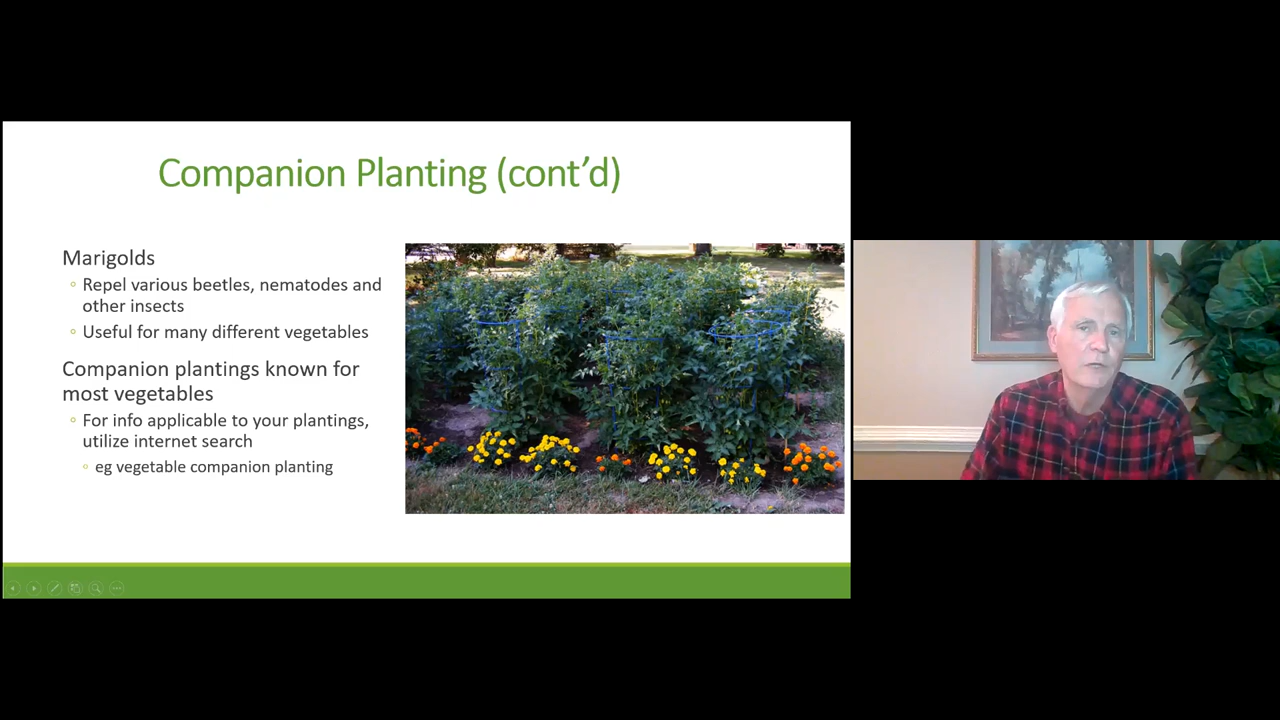 Companion Planting (cont’d)
Marigolds
Repel various beetles, nematodes and
other insects
Useful for many different vegetables
Companion plantings known for
most vegetables
For info applicable to your plantings,
utilize internet search
eg vegetable companion planting